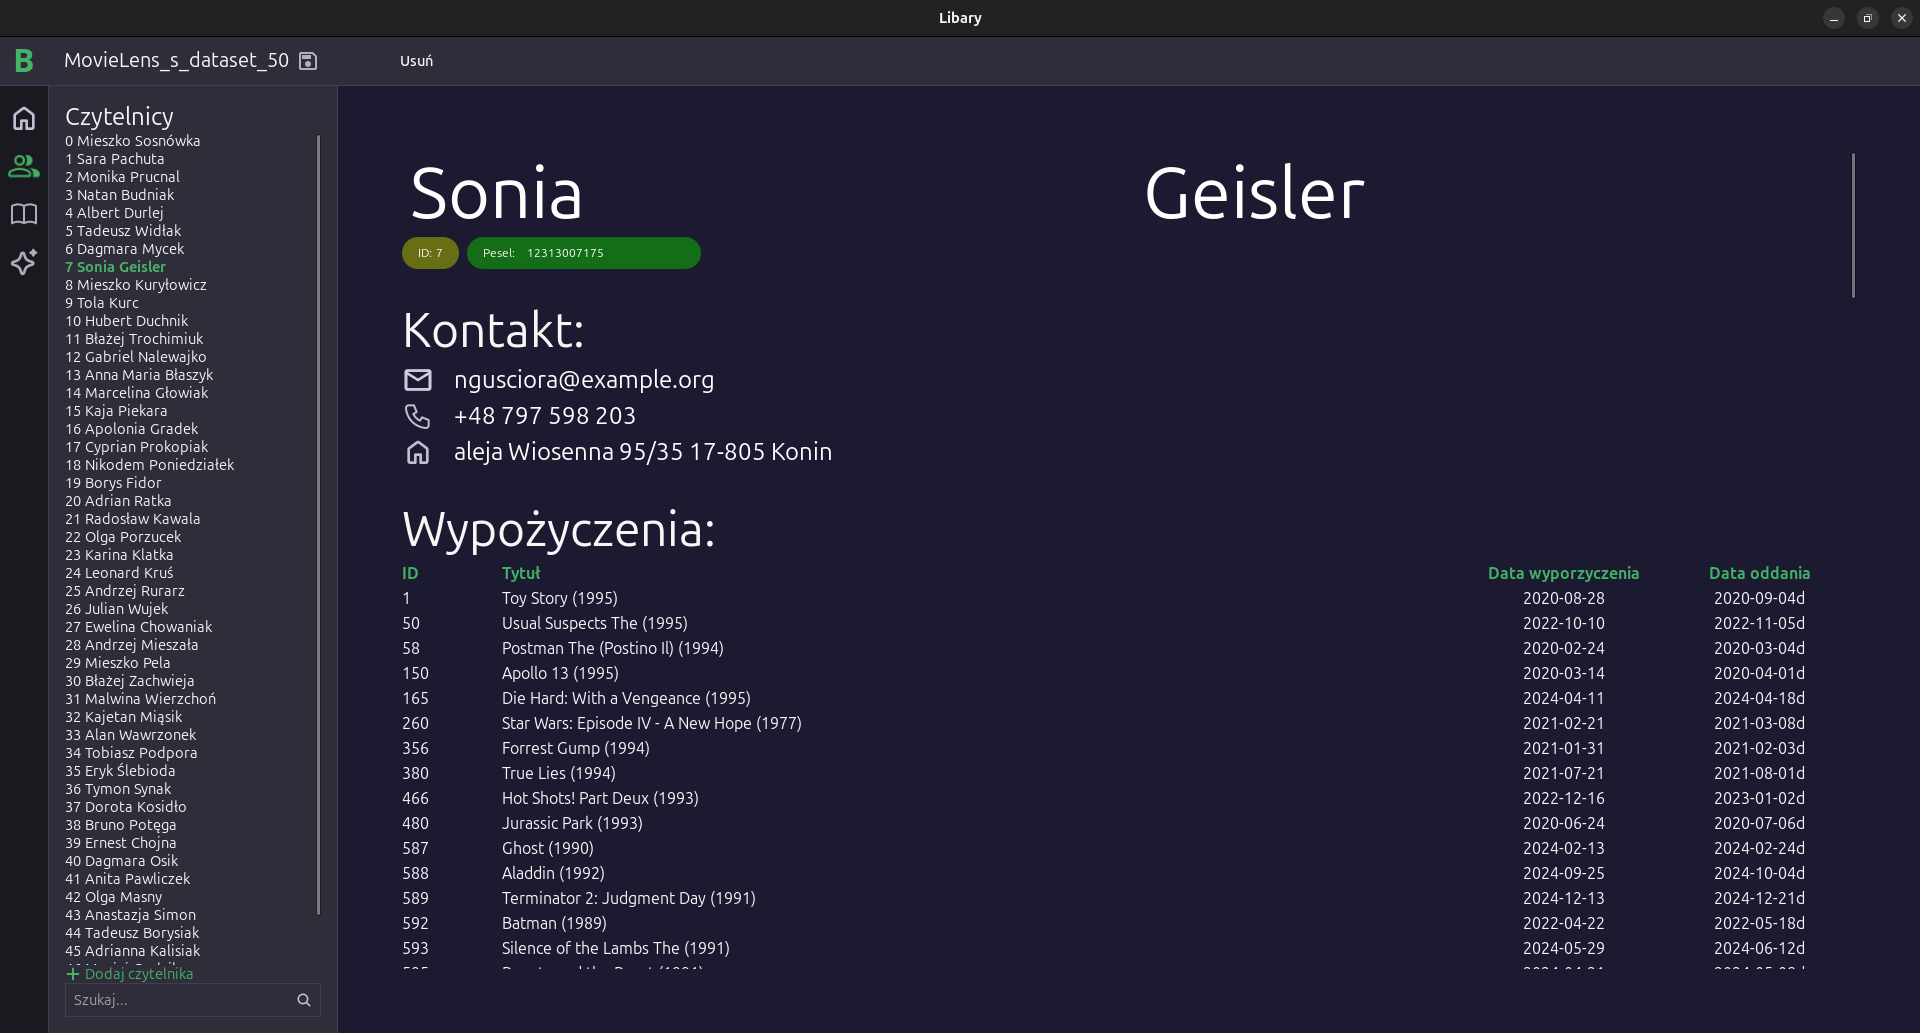 Libary
B MovieLens_s_dataset_50 Usuń
Czytelnicy
0 Mieszko Sosnówka
1 Sara Pachuta
2 Monika Prucnal
3 Natan Budniak
4 Albert Durlej
5 Tadeusz Widłak
6 Dagmara Mycek
7 Sonia Geisler
8 Mieszko Kuryłowicz
9 Tola Kurc
10 Hubert Duchnik
11 Błażej Trochimiuk
12 Gabriel Nalewajko
13 Anna Maria Błaszyk
14 Marcelina Głowiak
15 Kaja Piekara
16 Apolonia Gradek
17 Cyprian Prokopiak
18 Nikodem Poniedziałek
19 Borys Fidor
20 Adrian Ratka
21 Radosław Kawala
22 Olga Porzucek
23 Karina Klatka
24 Leonard Kruś
25 Andrzej Rurarz
26 Julian Wujek
27 Ewelina Chowaniak
28 Andrzej Mieszała
29 Mieszko Pela
30 Błażej Zachwieja
31 Malwina Wierzchoń
32 Kajetan Miąsik
33 Alan Wawrzonek
34 Tobiasz Podpora
35 Eryk Ślebioda
36 Tymon Synak
37 Dorota Kosidło
38 Bruno Potęga
39 Ernest Chojna
40 Dagmara Osik
41 Anita Pawliczek
42 Olga Masny
43 Anastazja Simon
44 Tadeusz Borysiak
45 Adrianna Kalisiak
Dodaj czytelnika
Szukaj...
Sonia Geisler
ID: 7 Pesel: 12313007175
Kontakt:
ngusciora@example.org
+48 797 598 203
aleja Wiosenna 95/35 17-805 Konin
Wypożyczenia:
ID Tytuł Data wyporzyczenia Data oddania
1 Toy Story (1995) 2020-08-28 2020-09-04d
50 Usual Suspects The (1995) 2022-10-10 2022-11-05d
58 Postman The (Postino Il) (1994) 2020-02-24 2020-03-04d
150 Apollo 13 (1995) 2020-03-14 2020-04-01d
165 Die Hard: With a Vengeance (1995) 2024-04-11 2024-04-18d
260 Star Wars: Episode IV - A New Hope (1977) 2021-02-21 2021-03-08d
356 Forrest Gump (1994) 2021-01-31 2021-02-03d
380 True Lies (1994) 2021-07-21 2021-08-01d
466 Hot Shots! Part Deux (1993) 2022-12-16 2023-01-02d
480 Jurassic Park (1993) 2020-06-24 2020-07-06d
587 Ghost (1990) 2024-02-13 2024-02-24d
588 Aladdin (1992) 2024-09-25 2024-10-04d
589 Terminator 2: Judgment Day (1991) 2024-12-13 2024-12-21d
592 Batman (1989) 2022-04-22 2022-05-18d
593 Silence of the Lambs The (1991) 2024-05-29 2024-06-12d